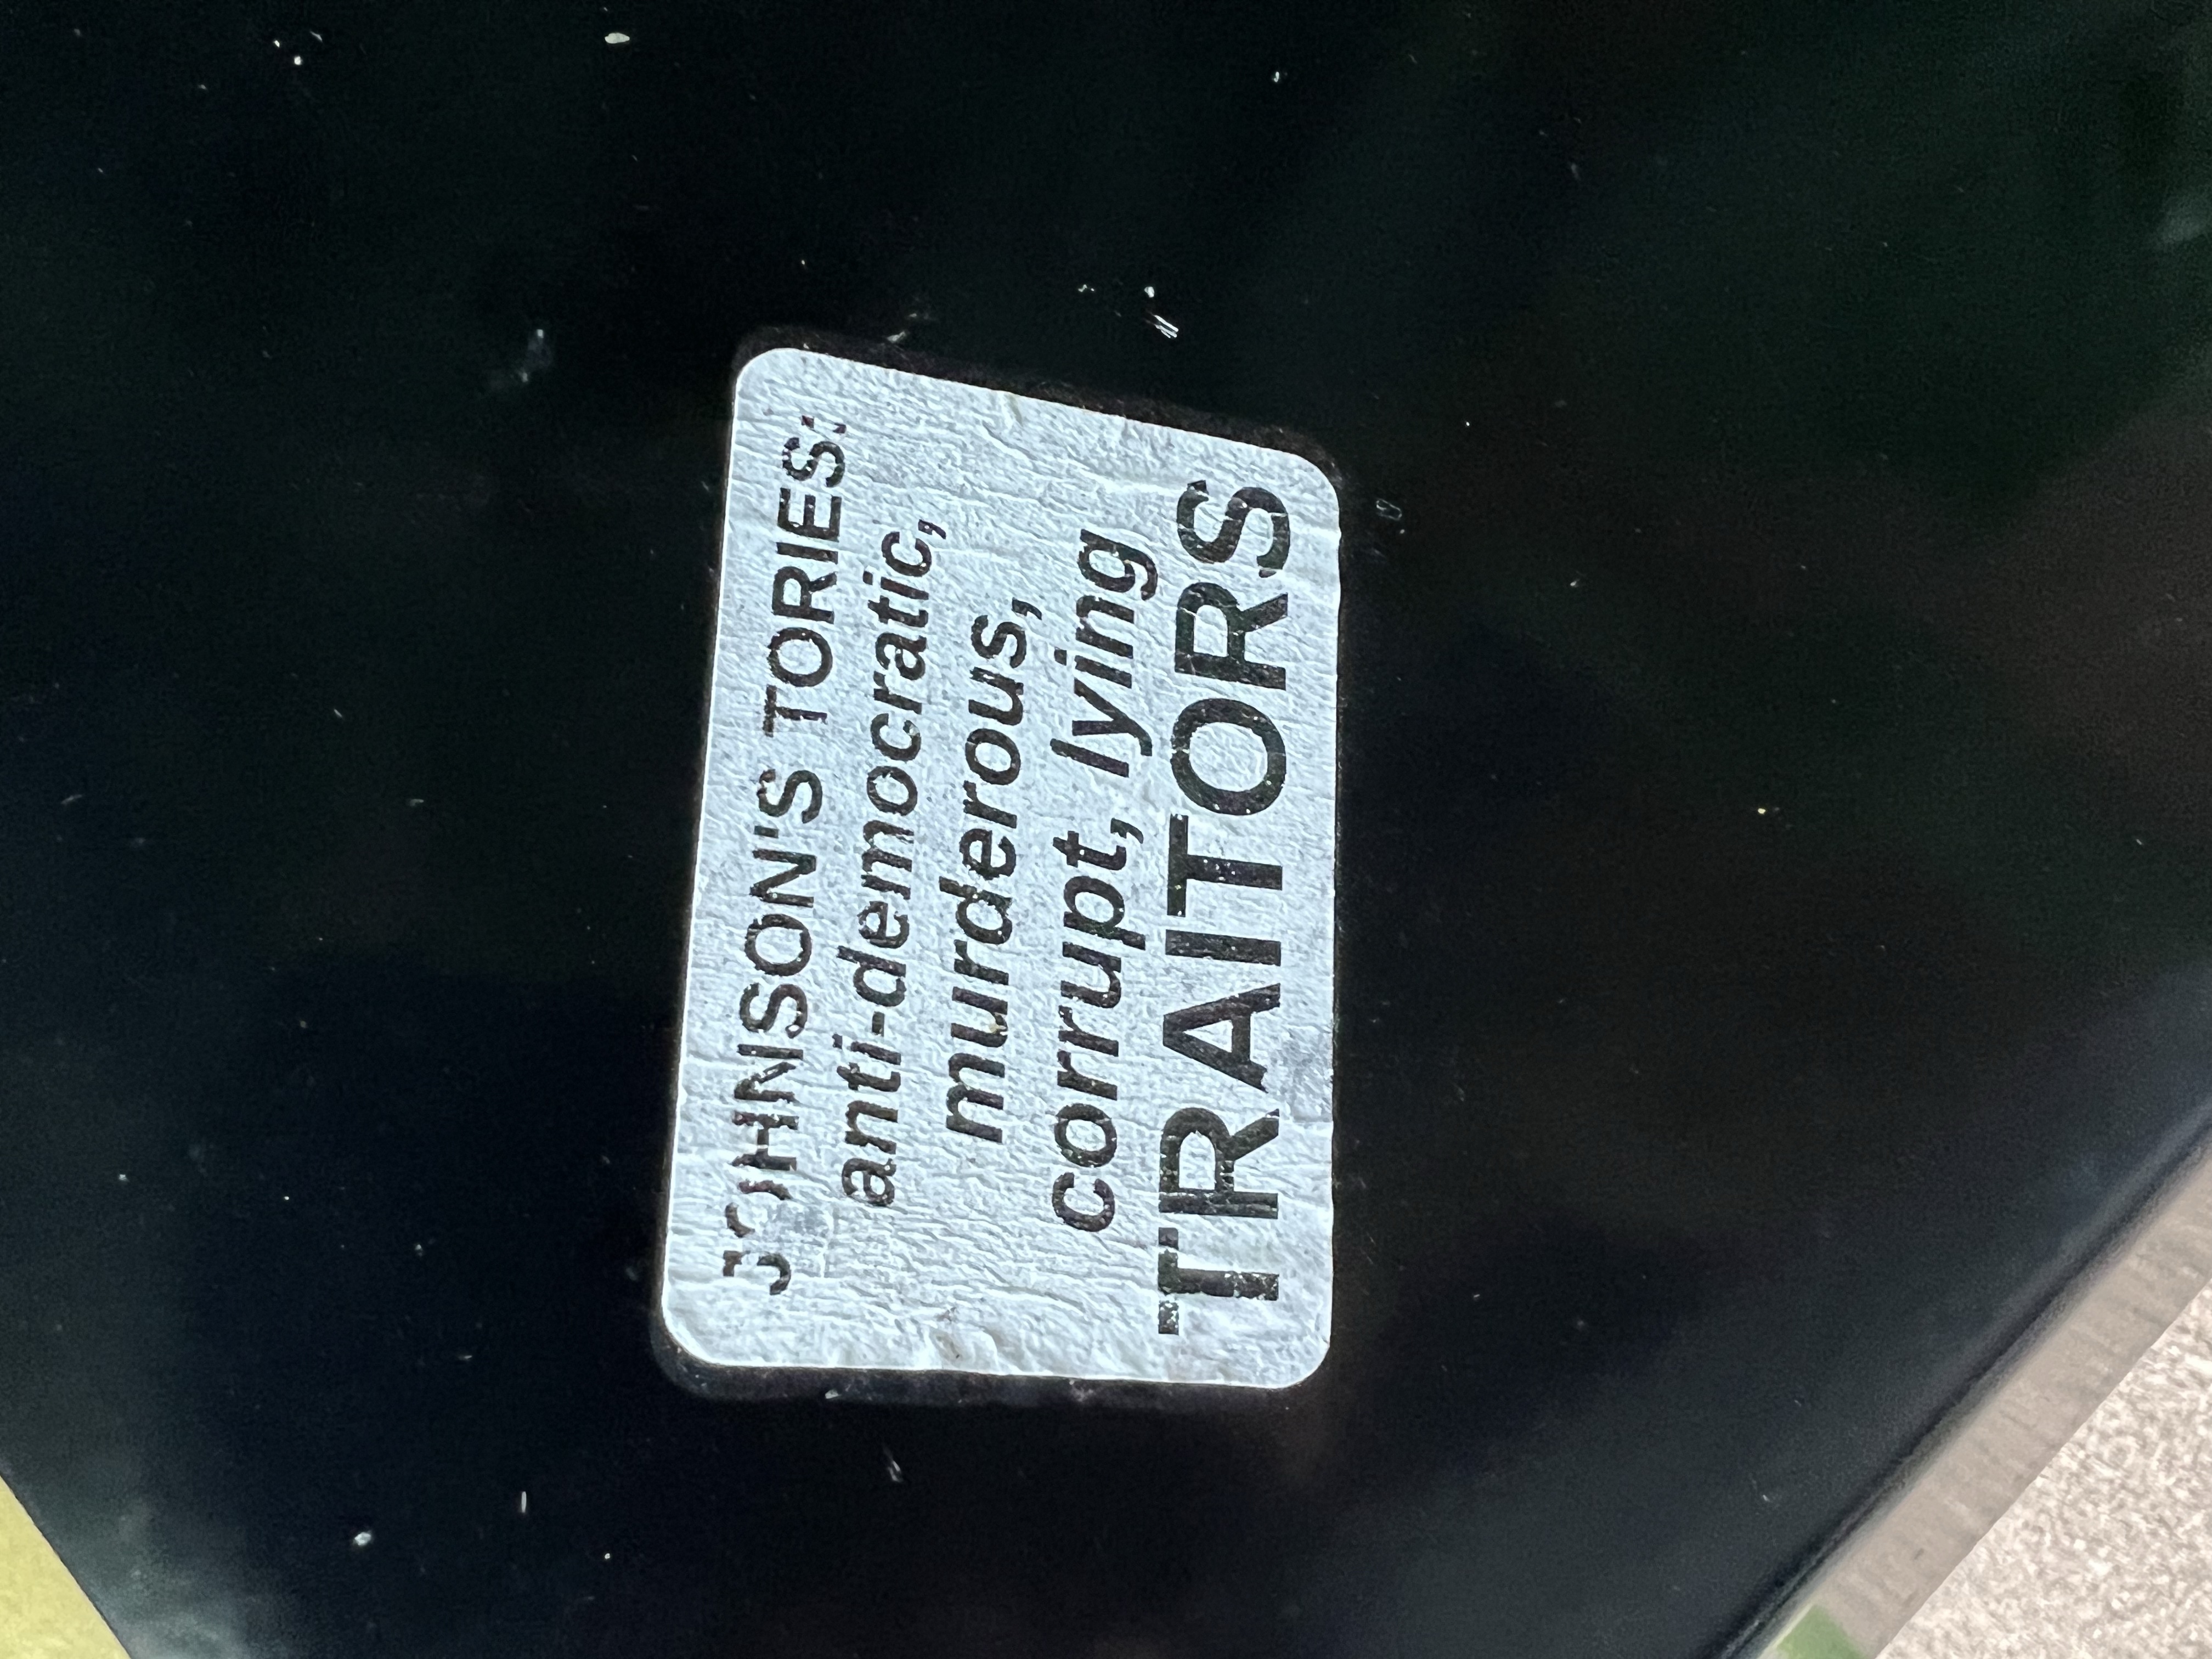 JOHNSON'S TORIES:
anti-democratic,
murderous,
corrupt, lying
TRAITORS